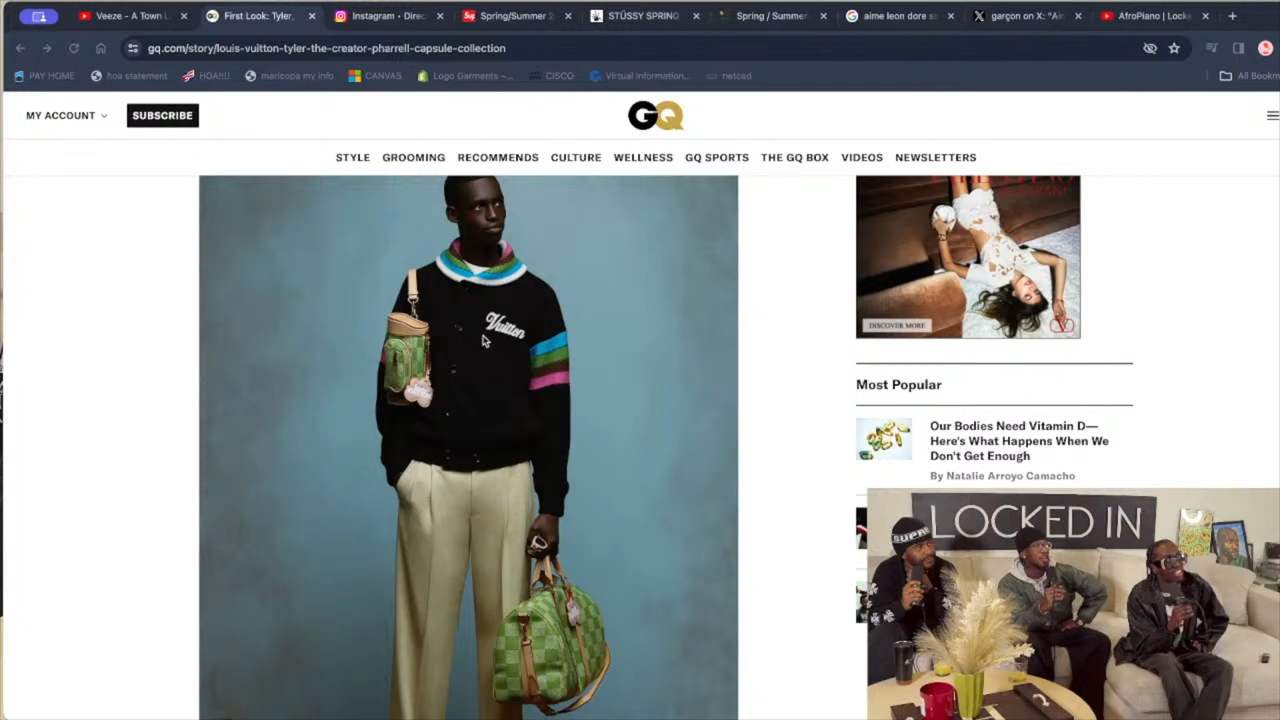 Veeze - A Town L
First Look: Tyler,
Instagram • Direc
Spring/Summer 2
STÜSSY SPRING
Spring / Summer
aime leon dore ss
garçon on X: "Aim
AfroPiano | Locke
gq.com/story/louis-vuitton-tyler-the-creator-pharrell-capsule-collection
PAY HOME
hoa statement
HOA!!!!
maricopa my info
CANVAS
Logo Garments –...
CISCO
Virtual Information...
netcad
All Bookm
MY ACCOUNT
SUBSCRIBE
GQ
STYLE GROOMING RECOMMENDS CULTURE WELLNESS GQ SPORTS THE GQ BOX VIDEOS NEWSLETTERS
Vuitton
DISCOVER MORE
Most Popular
Our Bodies Need Vitamin D—
Here's What Happens When We
Don't Get Enough
By Natalie Arroyo Camacho
LOCKED IN